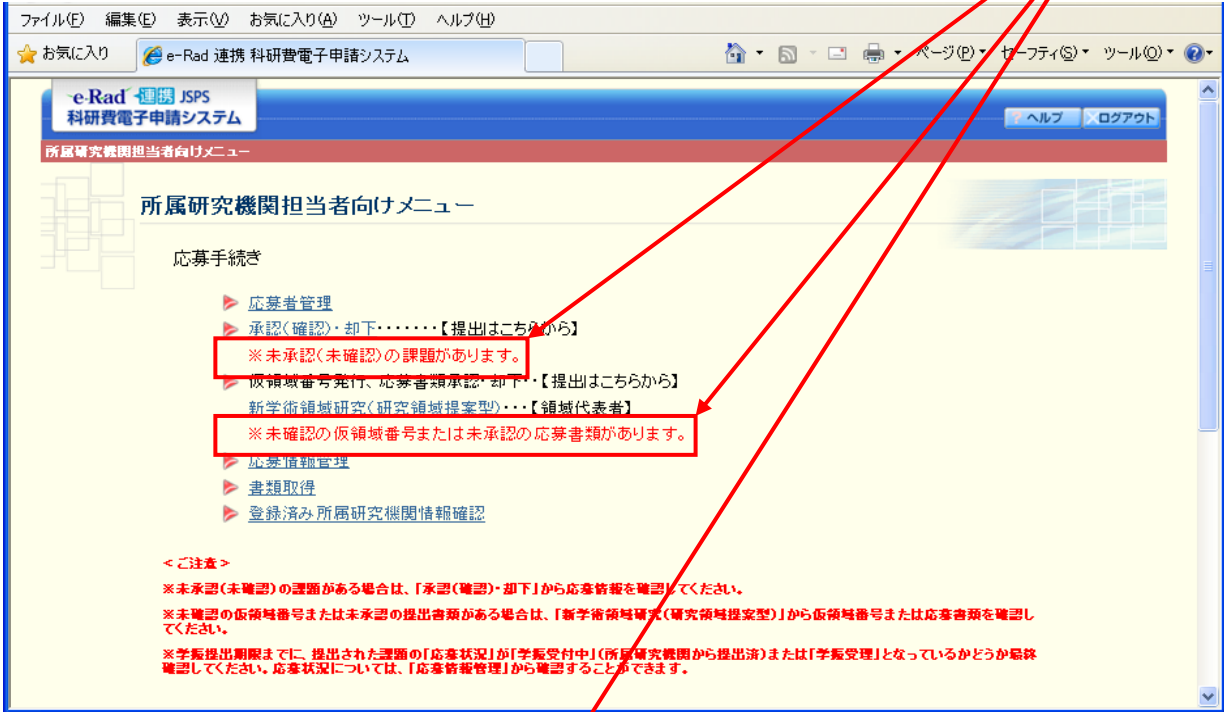 ファイル(F) 編集(E) 表示(V) お気に入り(A) ツール(T) ヘルプ(H)
お気に入り e-Rad 連携 科研費電子申請システム ページ(P) セーフティ(S) ツール(O)
e-Rad 連携 JSPS
科研費電子申請システム
ヘルプ ログアウト
所属研究機関担当者向けメニュー
所属研究機関担当者向けメニュー
応募手続き
応募者管理
承認(確認)・却下・・・・・・・【提出はこちらから】
※未承認(未確認)の課題があります。
仮領域番号発行、応募書類承認・却下・・【提出はこちらから】
新学術領域研究(研究領域提案型)・・・【領域代表者】
※未確認の仮領域番号または未承認の応募書類があります。
応募情報管理
書類取得
登録済み所属研究機関情報確認
<ご注意>
※未承認(未確認)の課題がある場合は、「承認(確認)・却下」から応募情報を確認してください。
※未確認の仮領域番号または未承認の提出書類がある場合は、「新学術領域研究(研究領域提案型)」から仮領域番号または応募書類を確認し
てください。
※学振提出期限までに、提出された課題の「応募状況」が「学振受付中」(所属研究機関から提出済)または「学振受理」となっているかどうか最終
確認してください。応募状況については、「応募情報管理」から確認することができます。